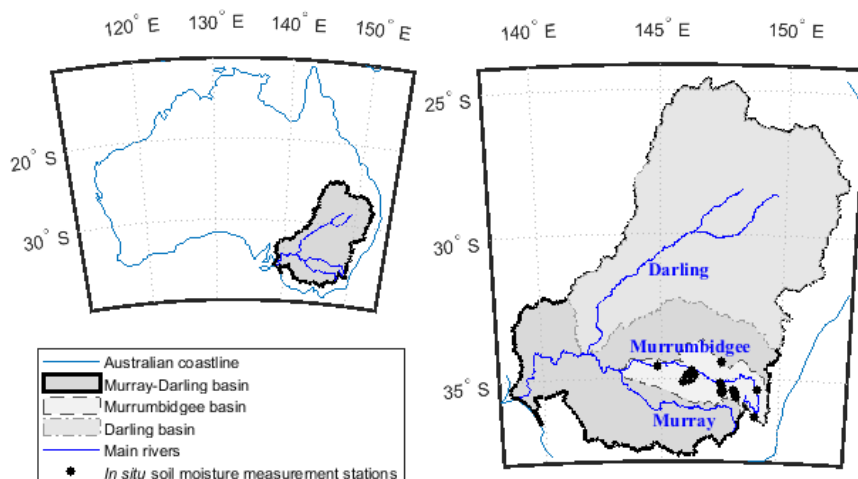 120° E
130° E
140° E
150° E
20° S
30° S
140° E
145° E
150° E
25° S
30° S
35° S
Darling
Murrumbidgee
Murray
Australian coastline
Murray-Darling basin
Murrumbidgee basin
Darling basin
Main rivers
In situ soil moisture measurement stations